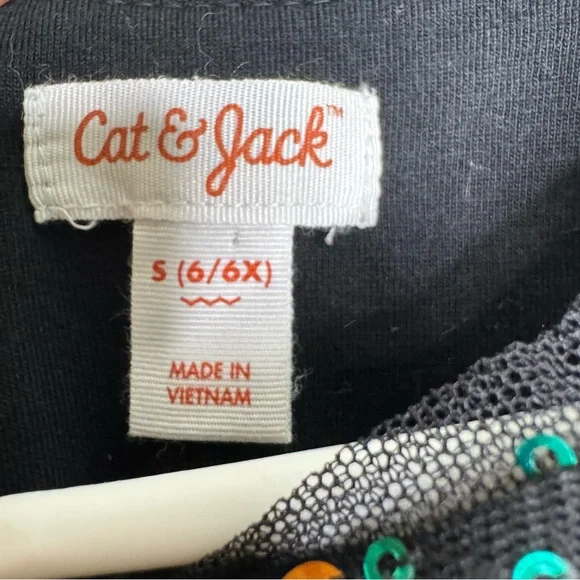 Cat & Jack™
S (6/6X)
MADE IN
VIETNAM